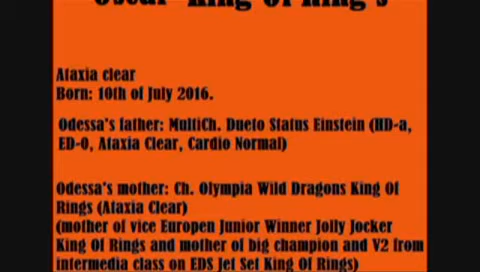 King Of Ring's
Ataxia clear
Born: 10th of July 2016.
Odessa's father: MultiCh. Dueto Status Einstein (HD-a,
ED-0, Ataxia Clear, Cardio Normal)
Odessa's mother: Ch. Olympia Wild Dragons King Of
Rings (Ataxia Clear)
(mother of vice Europen Junior Winner Jolly Jocker
King Of Rings and mother of big champion and V2 from
intermedia class on EDS Jet Set King Of Rings)